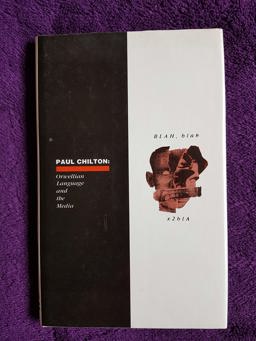 PAUL CHILTON:
Orwellian
Language
and
the
Media
BLAH, blah